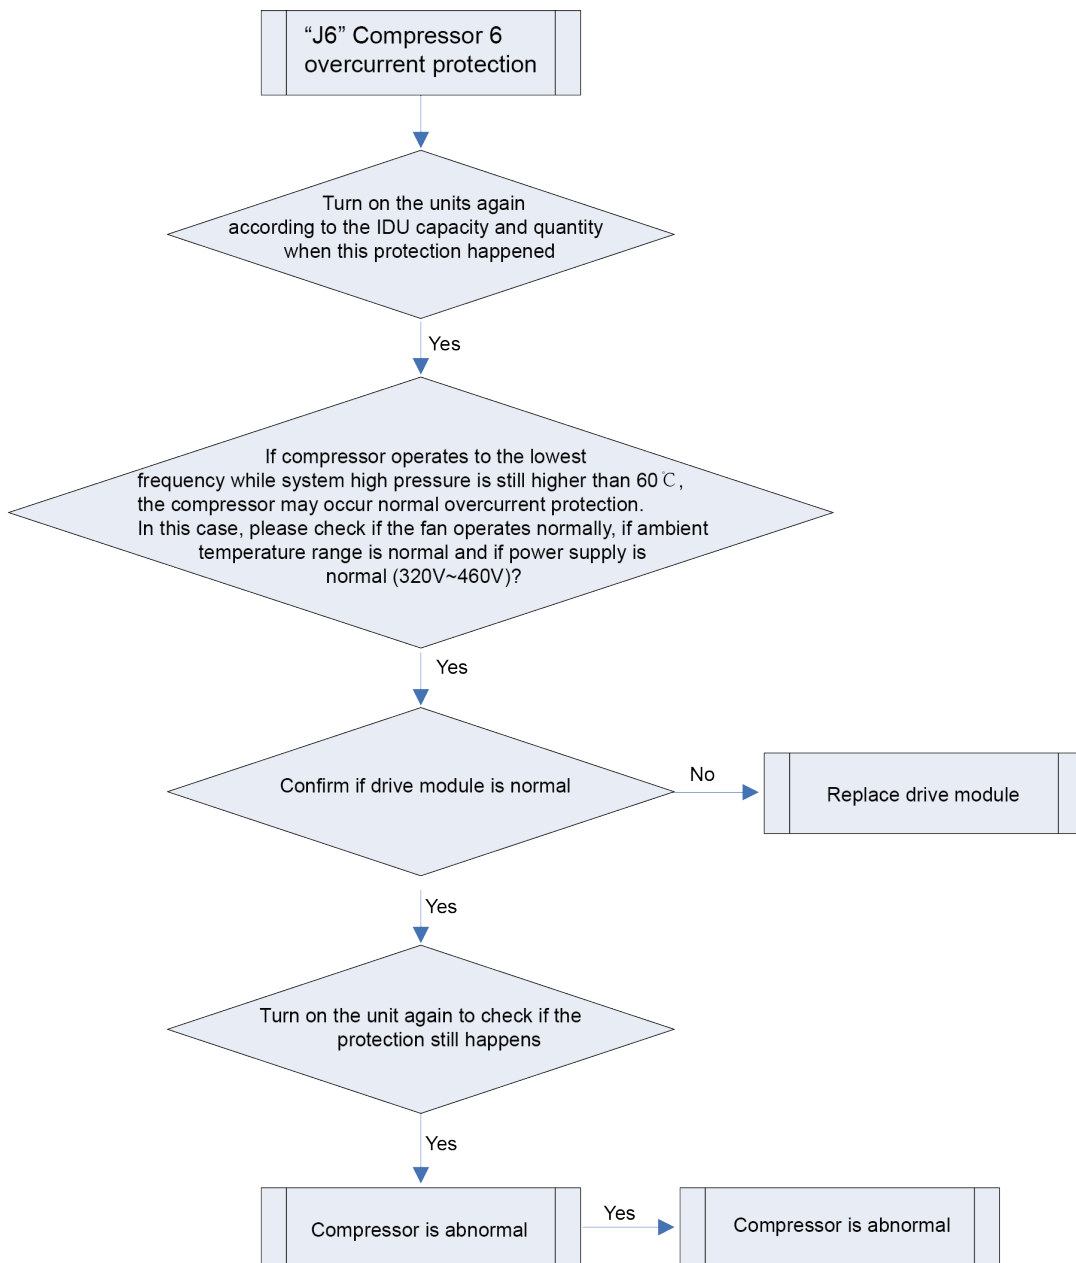 “J6” Compressor 6
overcurrent protection
Turn on the units again
according to the IDU capacity and quantity
when this protection happened
Yes
If compressor operates to the lowest
frequency while system high pressure is still higher than 60℃,
the compressor may occur normal overcurrent protection.
In this case, please check if the fan operates normally, if ambient
temperature range is normal and if power supply is
normal (320V~460V)?
Yes
Confirm if drive module is normal
No
Replace drive module
Yes
Turn on the unit again to check if the
protection still happens
Yes
Compressor is abnormal
Yes
Compressor is abnormal